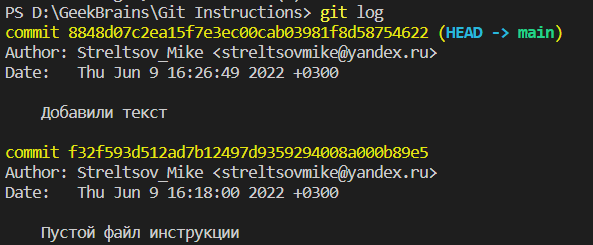 PS D:\GeekBrains\Git Instructions> git log
commit 8848d07c2ea15f7e3ec00cab03981f8d58754622 (HEAD -> main)
Author: Streltsov_Mike <streltsovmike@yandex.ru>
Date:   Thu Jun 9 16:26:49 2022 +0300
Добавили текст
commit f32f593d512ad7b12497d9359294008a000b89e5
Author: Streltsov_Mike <streltsovmike@yandex.ru>
Date:   Thu Jun 9 16:18:00 2022 +0300
Пустой файл инструкции